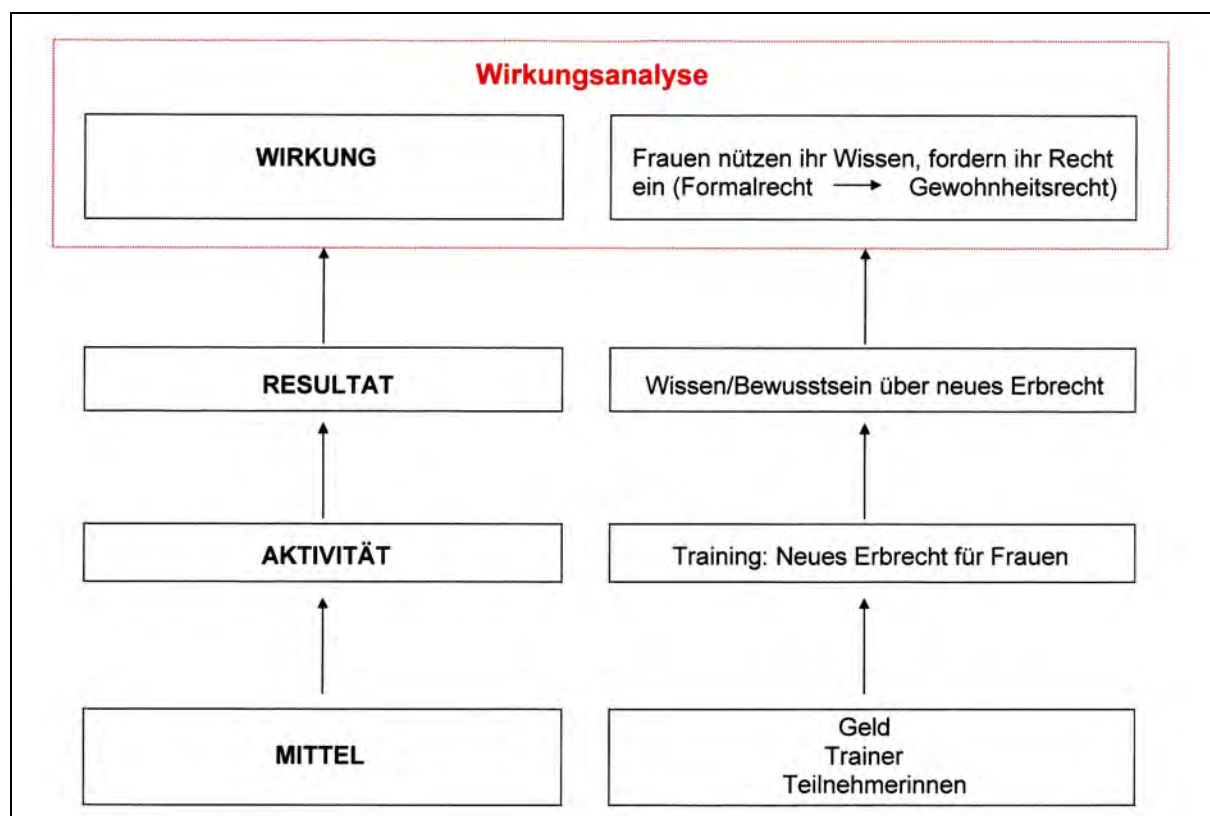 Wirkungsanalyse
WIRKUNG
Frauen nützen ihr Wissen, fordern ihr Recht
ein (Formalrecht → Gewohnheitsrecht)
RESULTAT
Wissen/Bewusstsein über neues Erbrecht
AKTIVITÄT
Training: Neues Erbrecht für Frauen
MITTEL
Geld
Trainer
Teilnehmerinnen